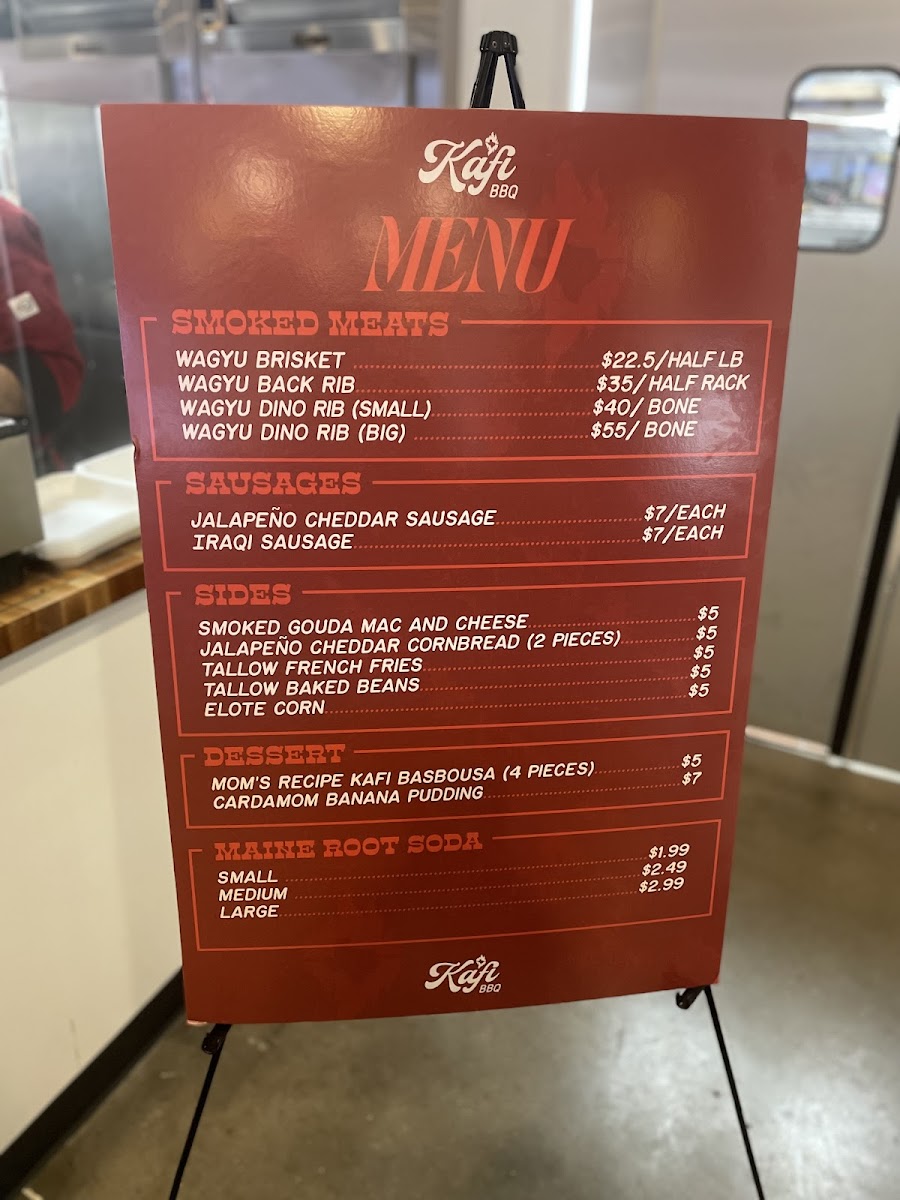 Kafi
BBQ
MENU
SMOKED MEATS
WAGYU BRISKET $22.5/HALF LB
WAGYU BACK RIB $35/HALF RACK
WAGYU DINO RIB (SMALL) $40/ BONE
WAGYU DINO RIB (BIG) $55/ BONE
SAUSAGES
JALAPEÑO CHEDDAR SAUSAGE $7/EACH
IRAQI SAUSAGE $7/EACH
SIDES
SMOKED GOUDA MAC AND CHEESE $5
JALAPEÑO CHEDDAR CORNBREAD (2 PIECES) $5
TALLOW FRENCH FRIES $5
TALLOW BAKED BEANS $5
ELOTE CORN $5
DESSERT
MOM'S RECIPE KAFI BASBOUSA (4 PIECES) $5
CARDAMOM BANANA PUDDING $7
MAINE ROOT SODA
SMALL $1.99
MEDIUM $2.49
LARGE $2.99
Kafi
BBQ